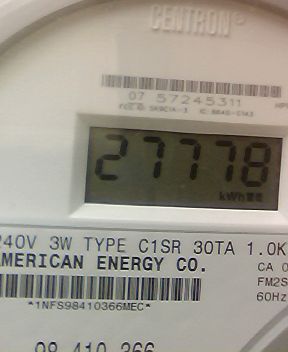 CENTRON®
07 57245311
27778
kWh
240V 3W TYPE C1SR 30TA 1.0K
AMERICAN ENERGY CO.
CA 0
FM2S
60Hz
*1NFS98410366MEC*
98 410 366